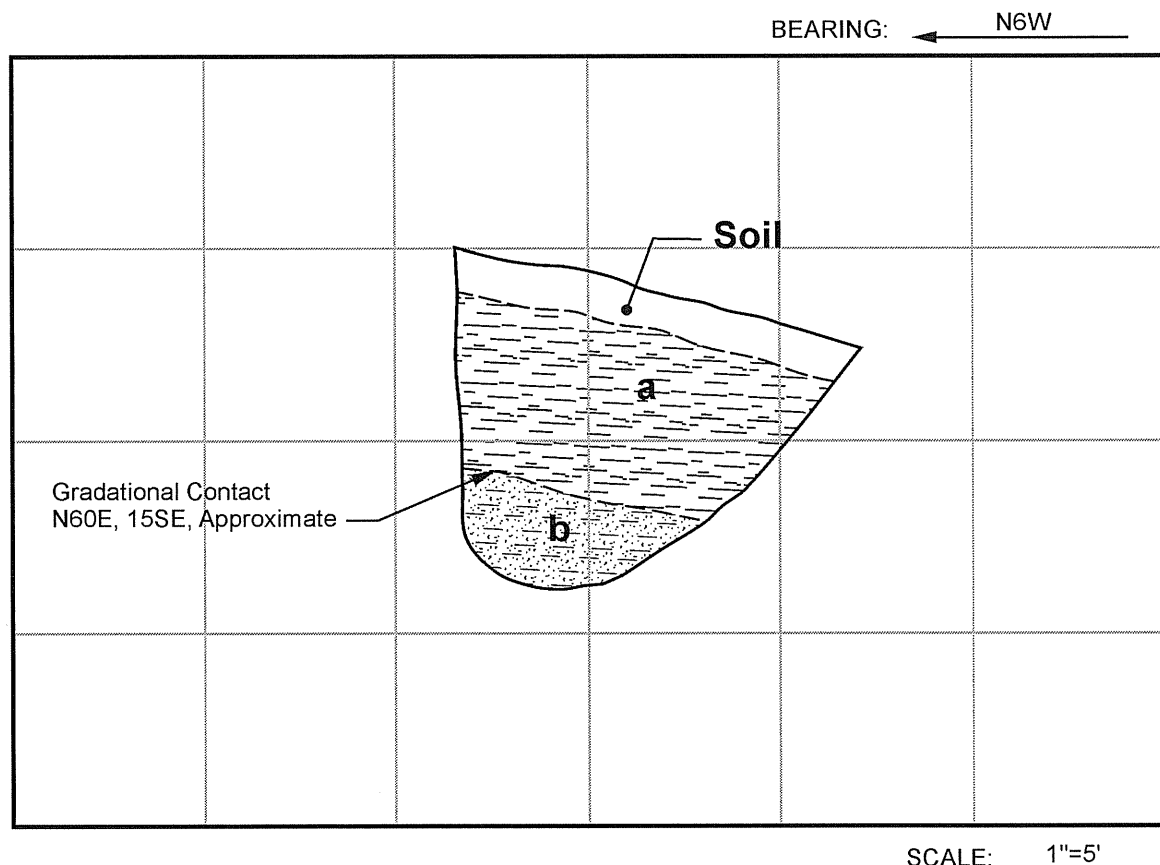 BEARING: N6W
Soil
a
Gradational Contact
N60E, 15SE, Approximate
b
SCALE: 1"=5'